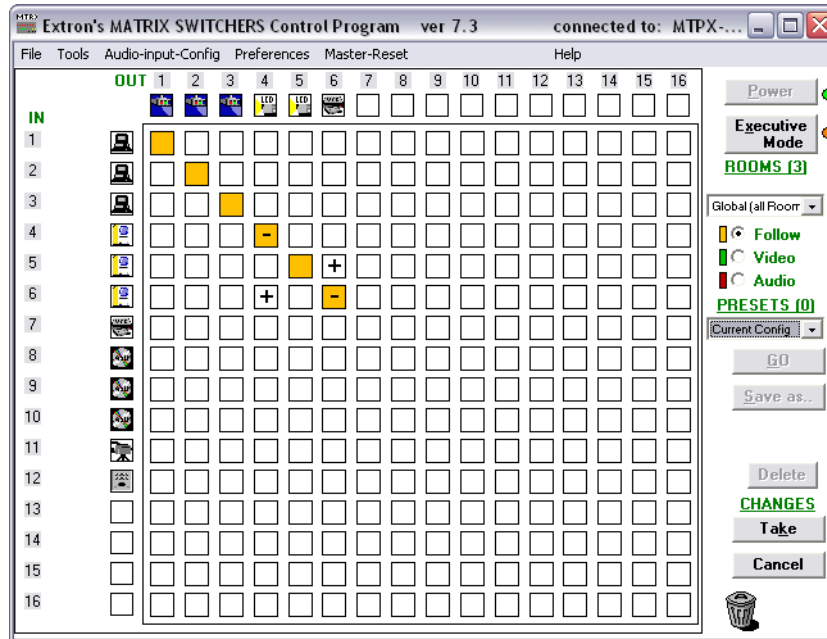 Extron's MATRIX SWITCHERS Control Program ver 7.3 connected to: MTPX-...
File Tools Audio-input-Config Preferences Master-Reset Help
OUT 1 2 3 4 5 6 7 8 9 10 11 12 13 14 15 16
LCD LCD
IN
1
2
3
4 -
5 +
6 + -
7
8
9
10
11
12
13
14
15
16
Power
Executive
Mode
ROOMS (3)
Global (all Room
Follow
Video
Audio
PRESETS (0)
Current Config
GO
Save as..
Delete
CHANGES
Take
Cancel